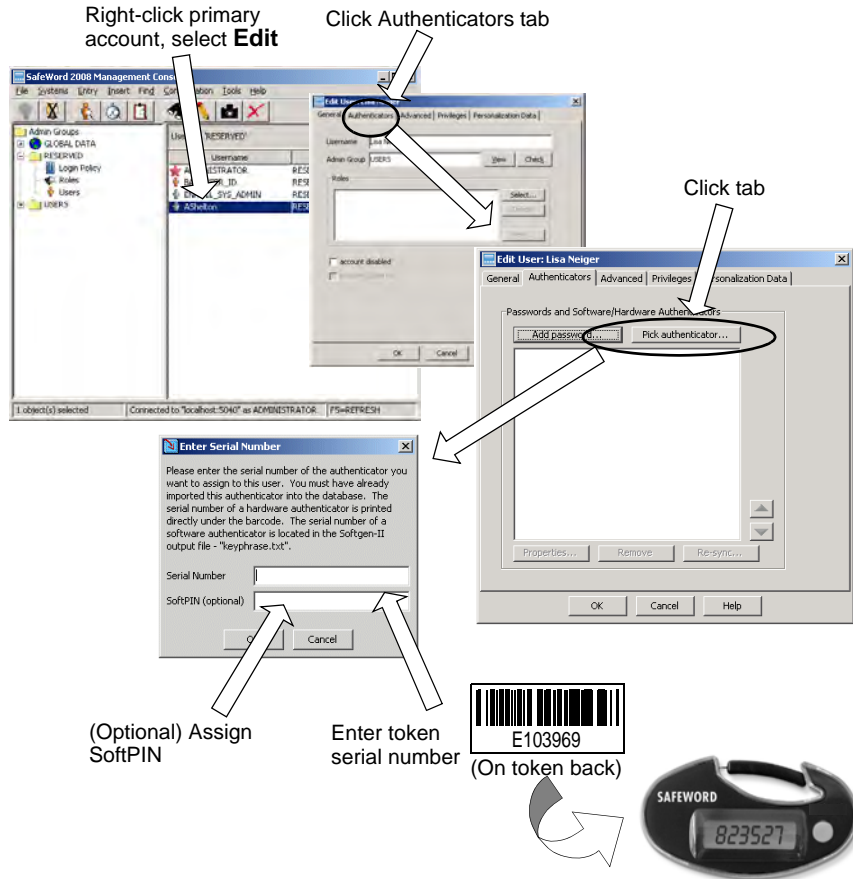 Right-click primary
account, select Edit
Click Authenticators tab
SafeWord 2008 Management Cons
File Systems Entry Insert Find Tools Help
Admin Groups
GLOBAL DATA
RESERVED
Login Policy
Roles
Users
USERS
'RESERVED'
Username
RESE
RESE
SYS_ADMIN RESE
AShelton RESE
1 object(s) selected
Connected to "localhost:5040" as ADMINISTRATOR
F5=REFRESH
General Authenticators Advanced Privileges Personalization Data
Username Lisa
Admin Group USERS View Check
Roles
Select...
account disabled
OK Cancel
Click tab
Edit User: Lisa Neiger
General Authenticators Advanced Privileges Personalization Data
Passwords and Software/Hardware Authenticators
Add password... Pick authenticator...
Properties... Remove Re-sync...
OK Cancel Help
Enter Serial Number
Please enter the serial number of the authenticator you
want to assign to this user. You must have already
imported this authenticator into the database. The
serial number of a hardware authenticator is printed
directly under the barcode. The serial number of a
software authenticator is located in the Softgen-II
output file - "keyphrase.txt".
Serial Number
SoftPIN (optional)
Cancel
(Optional) Assign
SoftPIN
Enter token
serial number
E103969
(On token back)
SAFEWORD
823527